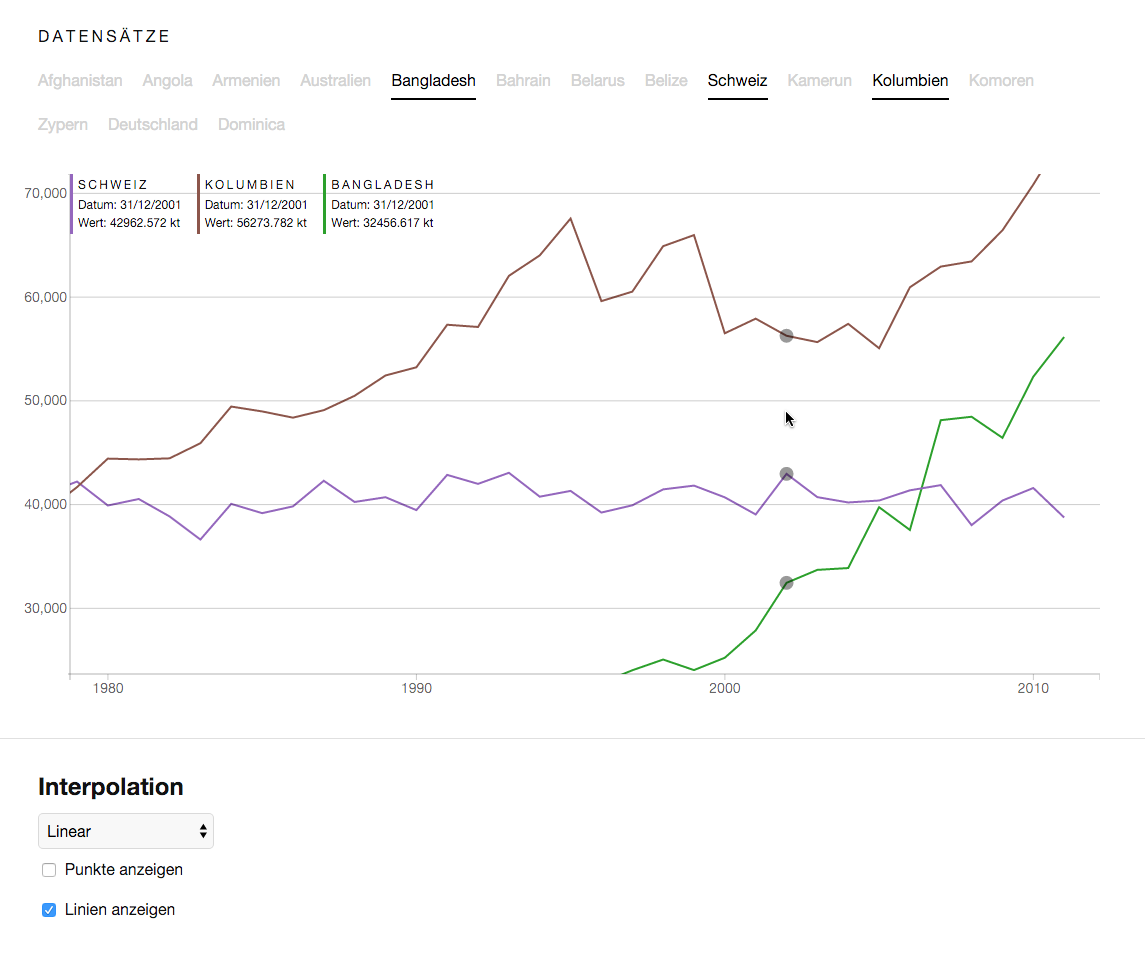 DATENSÄTZE
Afghanistan Angola Armenien Australien Bangladesh Bahrain Belarus Belize Schweiz Kamerun Kolumbien Komoren
Zypern Deutschland Dominica
SCHWEIZ KOLUMBIEN BANGLADESH
Datum: 31/12/2001 Datum: 31/12/2001 Datum: 31/12/2001
Wert: 42962.572 kt Wert: 56273.782 kt Wert: 32456.617 kt
70,000
60,000
50,000
40,000
30,000
1980 1990 2000 2010
Interpolation
Linear
Punkte anzeigen
Linien anzeigen